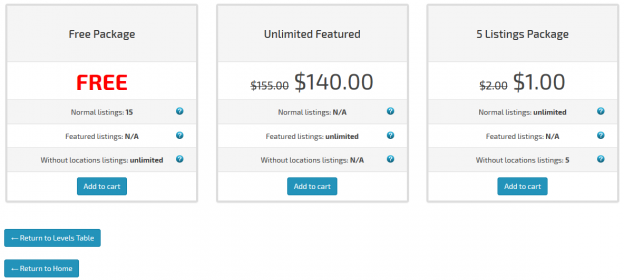 Free Package
FREE
Normal listings: 15
Featured listings: N/A
Without locations listings: unlimited
Add to cart
Unlimited Featured
$155.00 $140.00
Normal listings: N/A
Featured listings: unlimited
Without locations listings: N/A
Add to cart
5 Listings Package
$2.00 $1.00
Normal listings: unlimited
Featured listings: N/A
Without locations listings: 5
Add to cart
← Return to Levels Table
← Return to Home